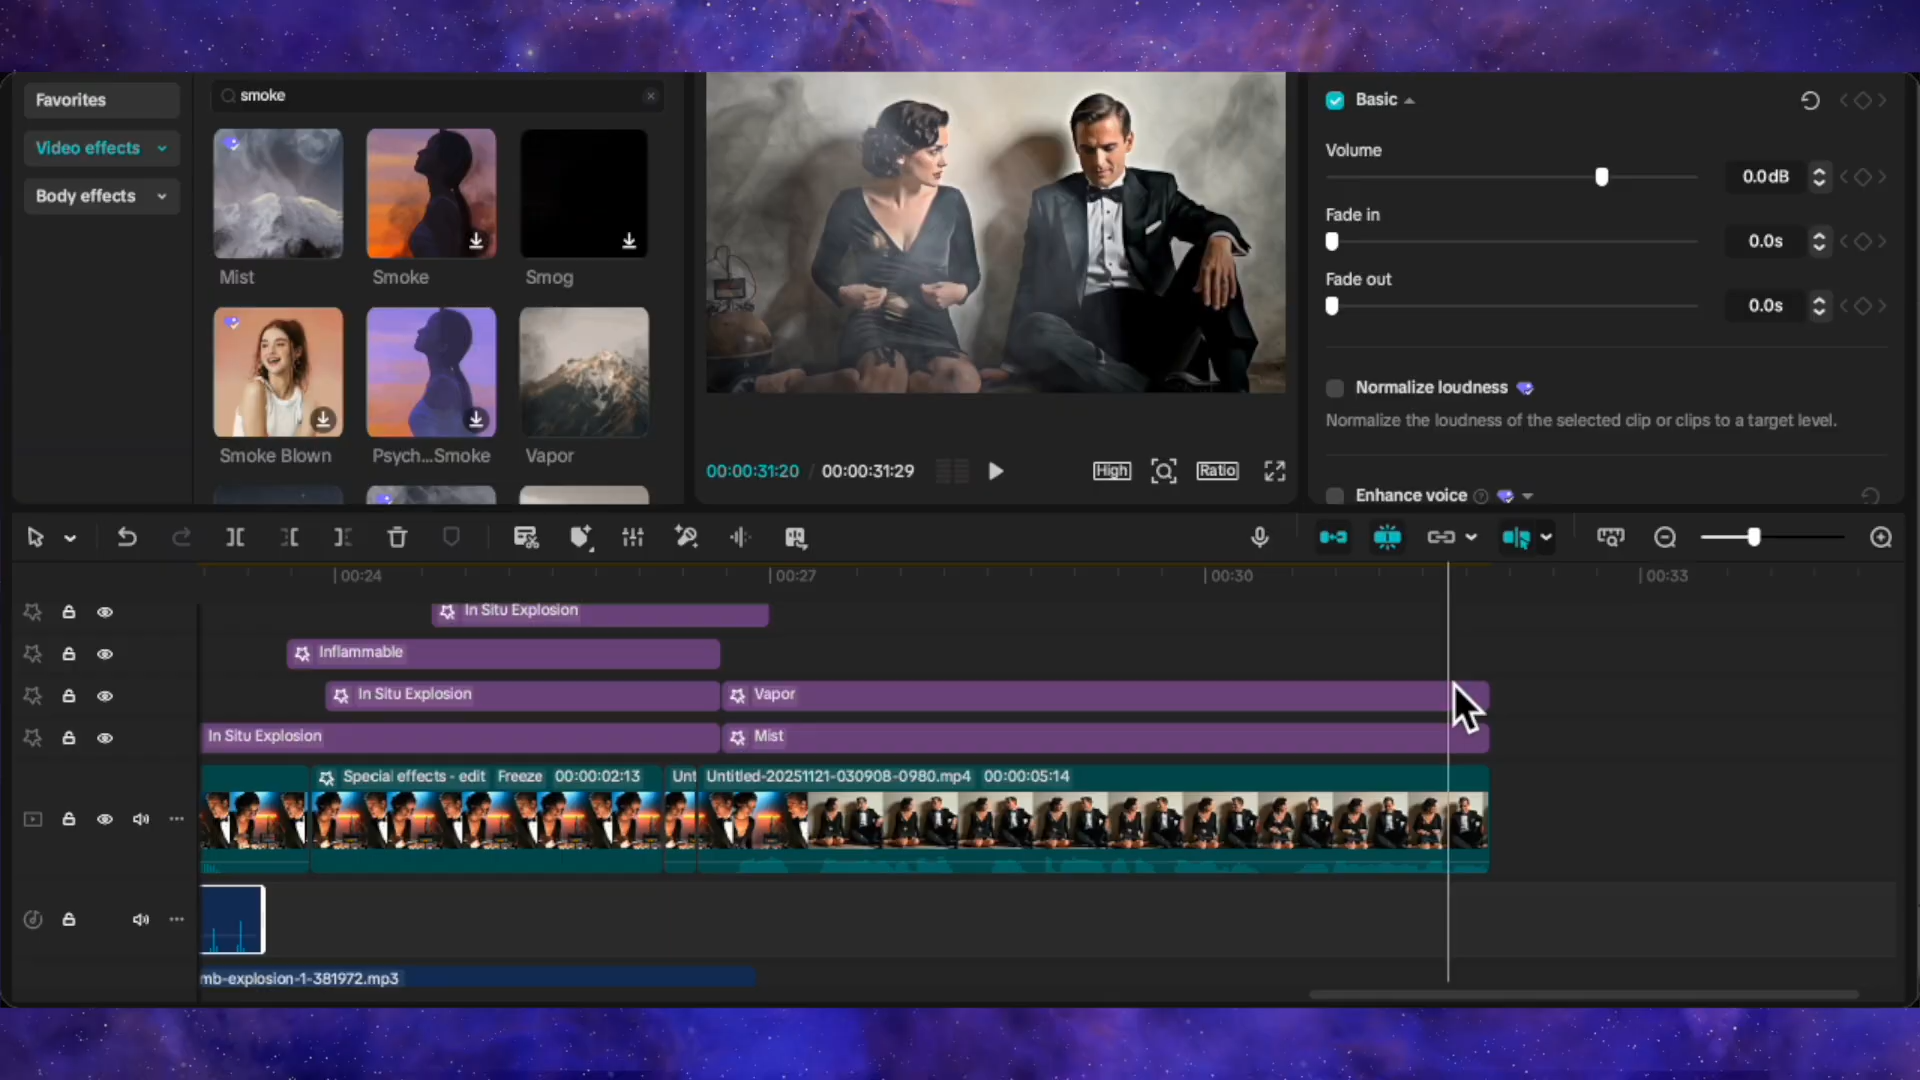 Favorites
Video effects
Body effects
smoke
Mist
Smoke
Smog
Smoke Blown
Psych...Smoke
Vapor
00:00:31:20 / 00:00:31:29
High
Ratio
Basic
Volume
0.0dB
Fade in
0.0s
Fade out
0.0s
Normalize loudness
Normalize the loudness of the selected clip or clips to a target level.
Enhance voice
00:24
00:27
00:30
00:33
In Situ Explosion
Inflammable
In Situ Explosion
Vapor
In Situ Explosion
Mist
Special effects - edit Freeze 00:00:02:13
Unt
Untitled-20251121-030908-0980.mp4 00:00:05:14
mb-explosion-1-381972.mp3